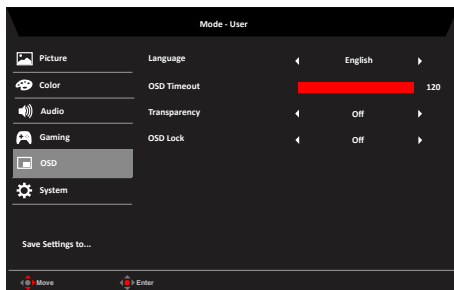 Mode - User
Picture
Language English
Color
OSD Timeout 120
Audio
Transparency Off
Gaming
OSD Lock Off
OSD
System
Save Settings to...
Move Enter